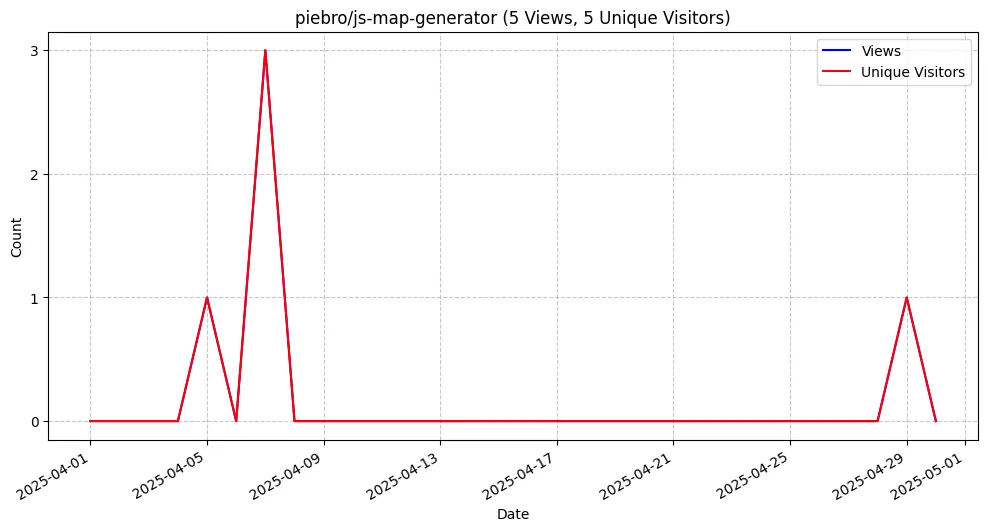 piebro/js-map-generator (5 Views, 5 Unique Visitors)
Views
Unique Visitors
Count
3
2
1
0
2025-04-01
2025-04-05
2025-04-09
2025-04-13
2025-04-17
2025-04-21
2025-04-25
2025-04-29
2025-05-01
Date